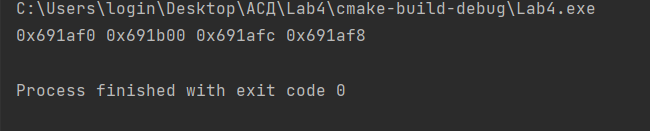 C:\Users\login\Desktop\АСД\Lab4\cmake-build-debug\Lab4.exe
0x691af0 0x691b00 0x691afc 0x691af8
Process finished with exit code 0